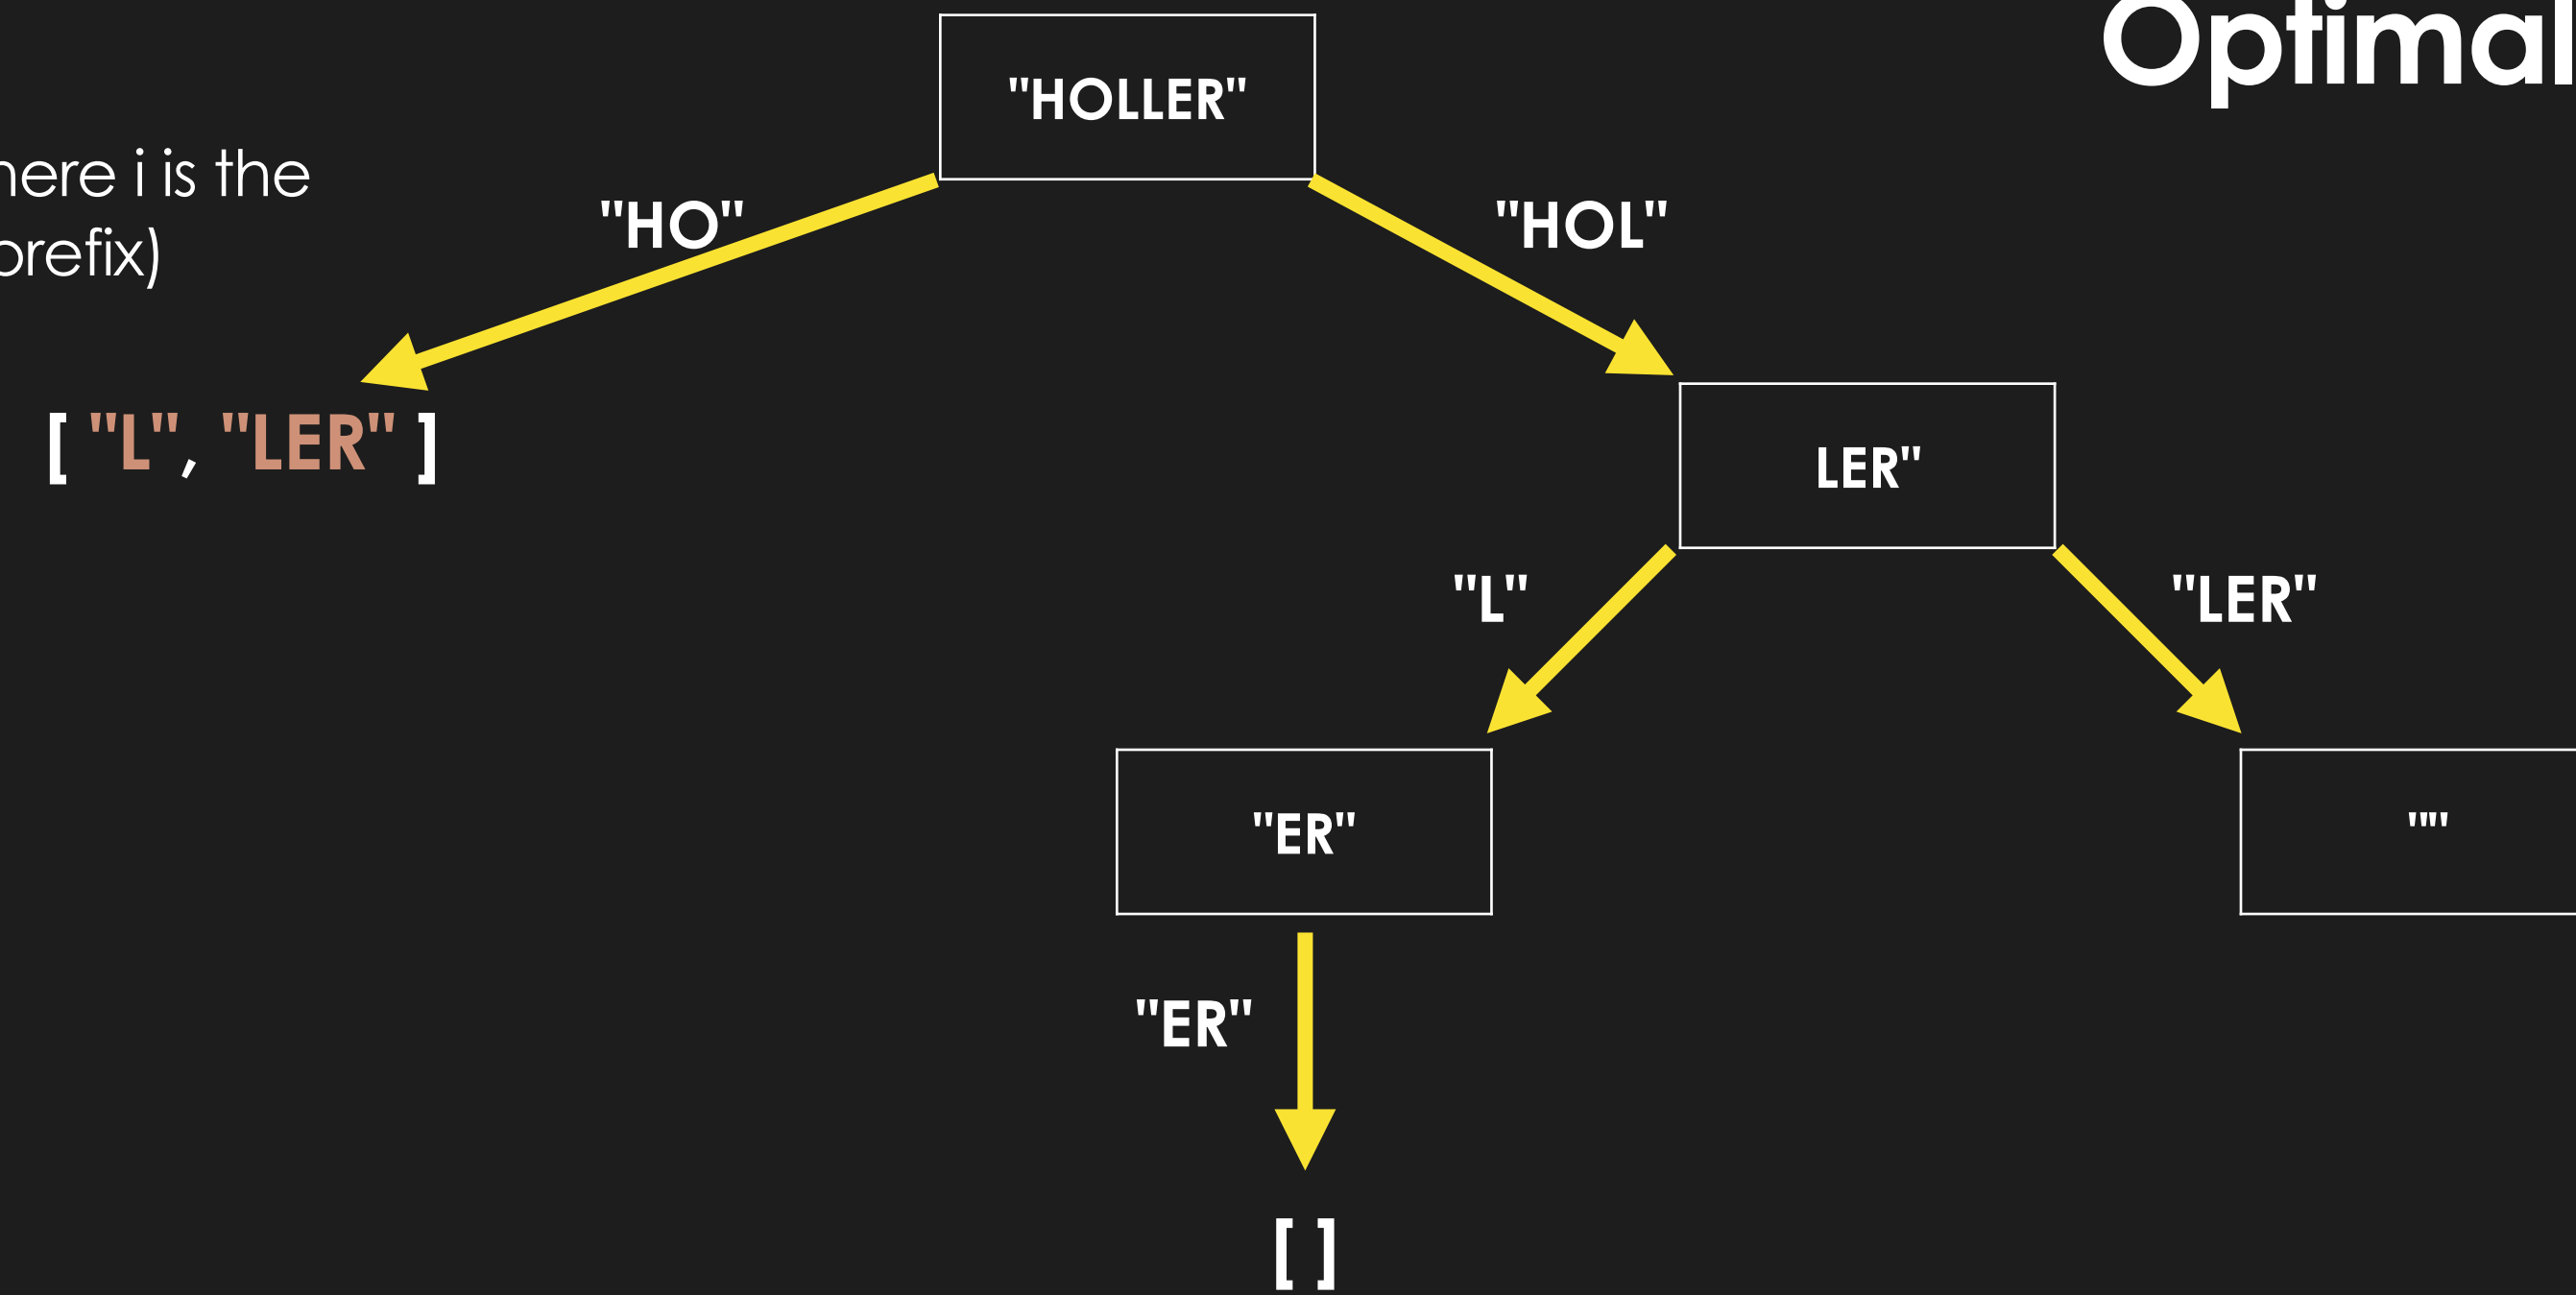 Optimal
"HOLLER"
here i is the
prefix)
"HO"
"HOL"
[ "L", "LER" ]
LER"
"L"
"LER"
"ER"
""
"ER"
[ ]